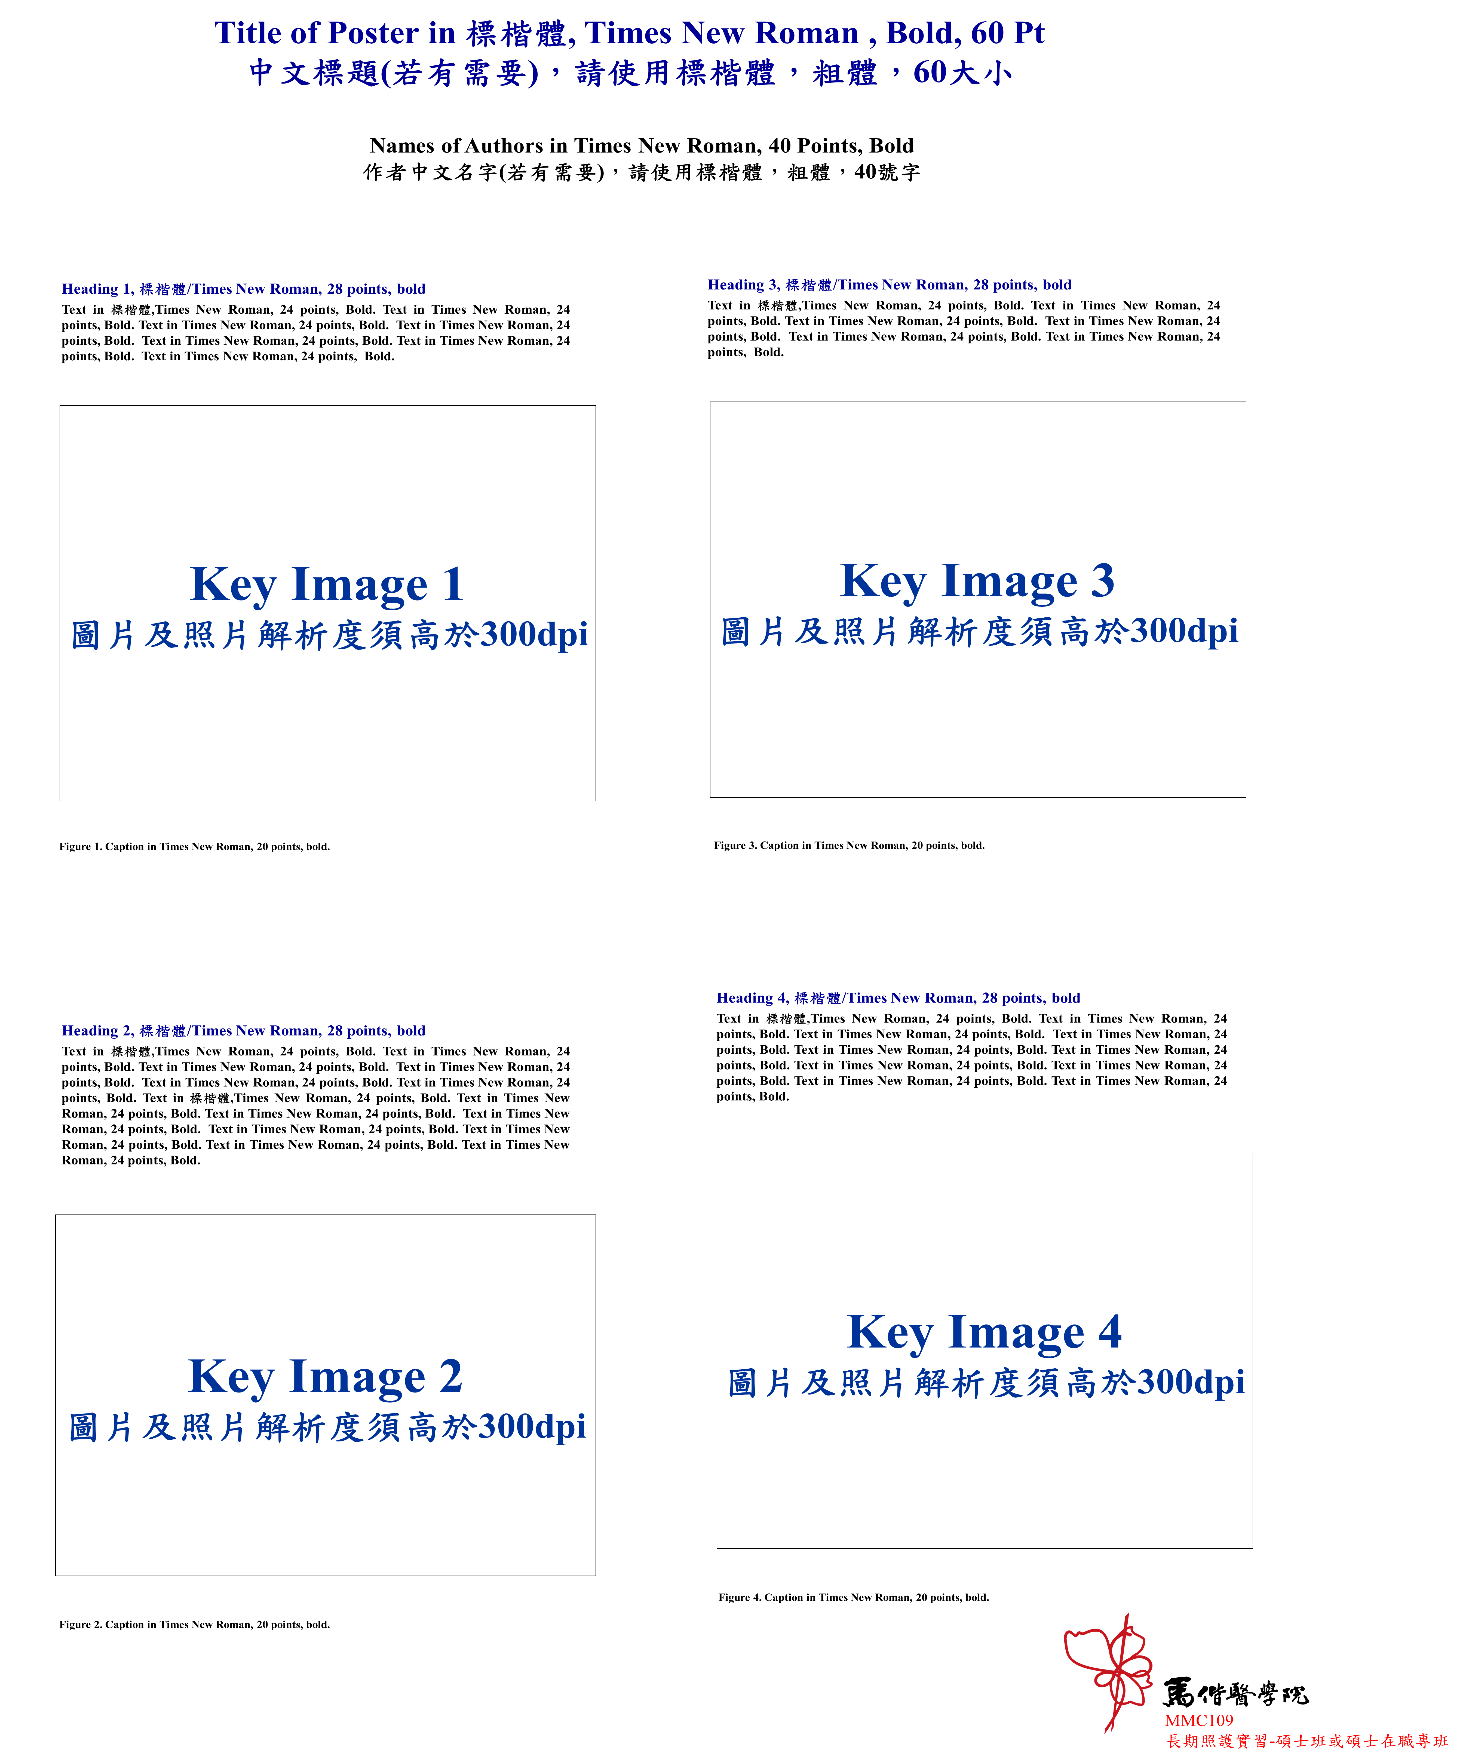 Title of Poster in 標楷體, Times New Roman , Bold, 60 Pt
中文標題(若有需要)，請使用標楷體，粗體，60大小
Names of Authors in Times New Roman, 40 Points, Bold
作者中文名字(若有需要)，請使用標楷體，粗體，40號字
Heading 1, 標楷體/Times New Roman, 28 points, bold
Text in 標楷體,Times New Roman, 24 points, Bold. Text in Times New Roman, 24
points, Bold. Text in Times New Roman, 24 points, Bold.  Text in Times New Roman, 24
points, Bold.  Text in Times New Roman, 24 points, Bold. Text in Times New Roman, 24
points, Bold.  Text in Times New Roman, 24 points,  Bold.
Key Image 1
圖片及照片解析度須高於300dpi
Figure 1. Caption in Times New Roman, 20 points, bold.
Heading 2, 標楷體/Times New Roman, 28 points, bold
Text in 標楷體,Times New Roman, 24 points, Bold. Text in Times New Roman, 24
points, Bold. Text in Times New Roman, 24 points, Bold.  Text in Times New Roman, 24
points, Bold.  Text in Times New Roman, 24 points, Bold. Text in Times New Roman, 24
points, Bold. Text in 標楷體,Times New Roman, 24 points, Bold. Text in Times New
Roman, 24 points, Bold. Text in Times New Roman, 24 points, Bold.  Text in Times New
Roman, 24 points, Bold.  Text in Times New Roman, 24 points, Bold. Text in Times New
Roman, 24 points, Bold. Text in Times New Roman, 24 points, Bold. Text in Times New
Roman, 24 points, Bold.
Key Image 2
圖片及照片解析度須高於300dpi
Figure 2. Caption in Times New Roman, 20 points, bold.
Heading 3, 標楷體/Times New Roman, 28 points, bold
Text in 標楷體,Times New Roman, 24 points, Bold. Text in Times New Roman, 24
points, Bold. Text in Times New Roman, 24 points, Bold.  Text in Times New Roman, 24
points, Bold.  Text in Times New Roman, 24 points, Bold. Text in Times New Roman, 24
points,  Bold.
Key Image 3
圖片及照片解析度須高於300dpi
Figure 3. Caption in Times New Roman, 20 points, bold.
Heading 4, 標楷體/Times New Roman, 28 points, bold
Text in 標楷體,Times New Roman, 24 points, Bold. Text in Times New Roman, 24
points, Bold. Text in Times New Roman, 24 points, Bold.  Text in Times New Roman, 24
points, Bold. Text in Times New Roman, 24 points, Bold. Text in Times New Roman, 24
points, Bold. Text in Times New Roman, 24 points, Bold. Text in Times New Roman, 24
points, Bold. Text in Times New Roman, 24 points, Bold. Text in Times New Roman, 24
points, Bold.
Key Image 4
圖片及照片解析度須高於300dpi
Figure 4. Caption in Times New Roman, 20 points, bold.
馬偕醫學院
MMC109
長期照護實習-碩士班或碩士在職專班